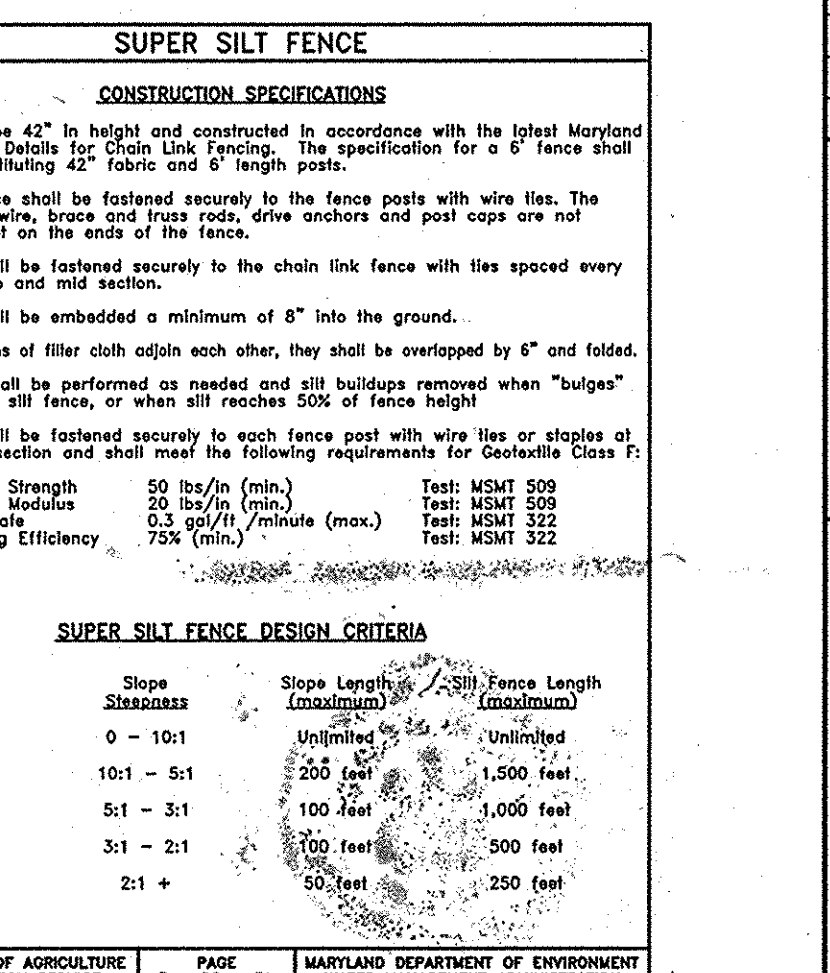 SUPER SILT FENCE
CONSTRUCTION SPECIFICATIONS
42" in height and constructed in accordance with the latest Maryland
Details for Chain Link Fencing. The specification for a 6' fence shall
42" fabric and 6' length posts.
shall be fastened securely to the fence posts with wire ties. The
wire, brace and truss rods, drive anchors and post caps are not
on the ends of the fence.
be fastened securely to the chain link fence with ties spaced every
and mid section.
be embedded a minimum of 8" into the ground.
of filter cloth adjoin each other, they shall be overlapped by 6" and folded.
be performed as needed and silt buildups removed when "bulges"
silt fence, or when silt reaches 50% of fence height
be fastened securely to each fence post with wire ties or staples at
section and shall meet the following requirements for Geotextile Class F:
Strength 50 lbs/in (min.) Test: MSMT 509
Modulus 20 lbs/in (min.) Test: MSMT 509
0.3 gal/ft /minute (max.) Test: MSMT 322
Efficiency 75% (min.) Test: MSMT 322
SUPER SILT FENCE DESIGN CRITERIA
Slope Slope Length Silt Fence Length
Steepness (maximum) (maximum)
0 - 10:1 Unlimited Unlimited
10:1 - 5:1 200 feet 1,500 feet
5:1 - 3:1 100 feet 1,000 feet
3:1 - 2:1 100 feet 500 feet
2:1 + 50 feet 250 feet
OF AGRICULTURE PAGE MARYLAND DEPARTMENT OF ENVIRONMENT